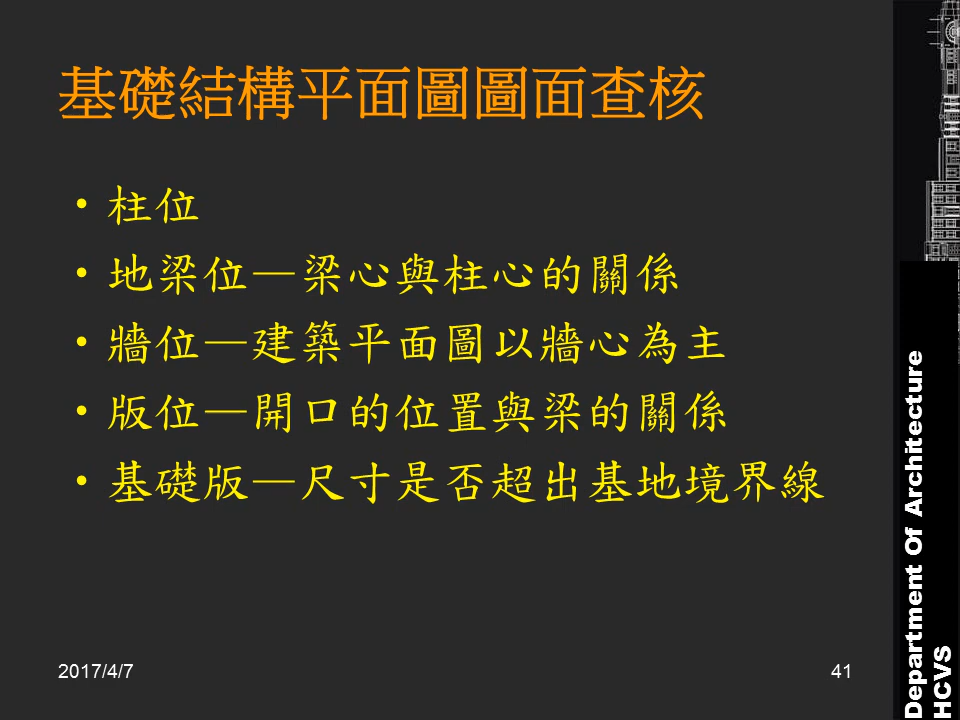 基礎結構平面圖圖面查核
•柱位
•地梁位—梁心與柱心的關係
•牆位—建築平面圖以牆心為主
•版位—開口的位置與梁的關係
•基礎版—尺寸是否超出基地境界線
2017/4/7
41
Department Of Architecture
HCVS